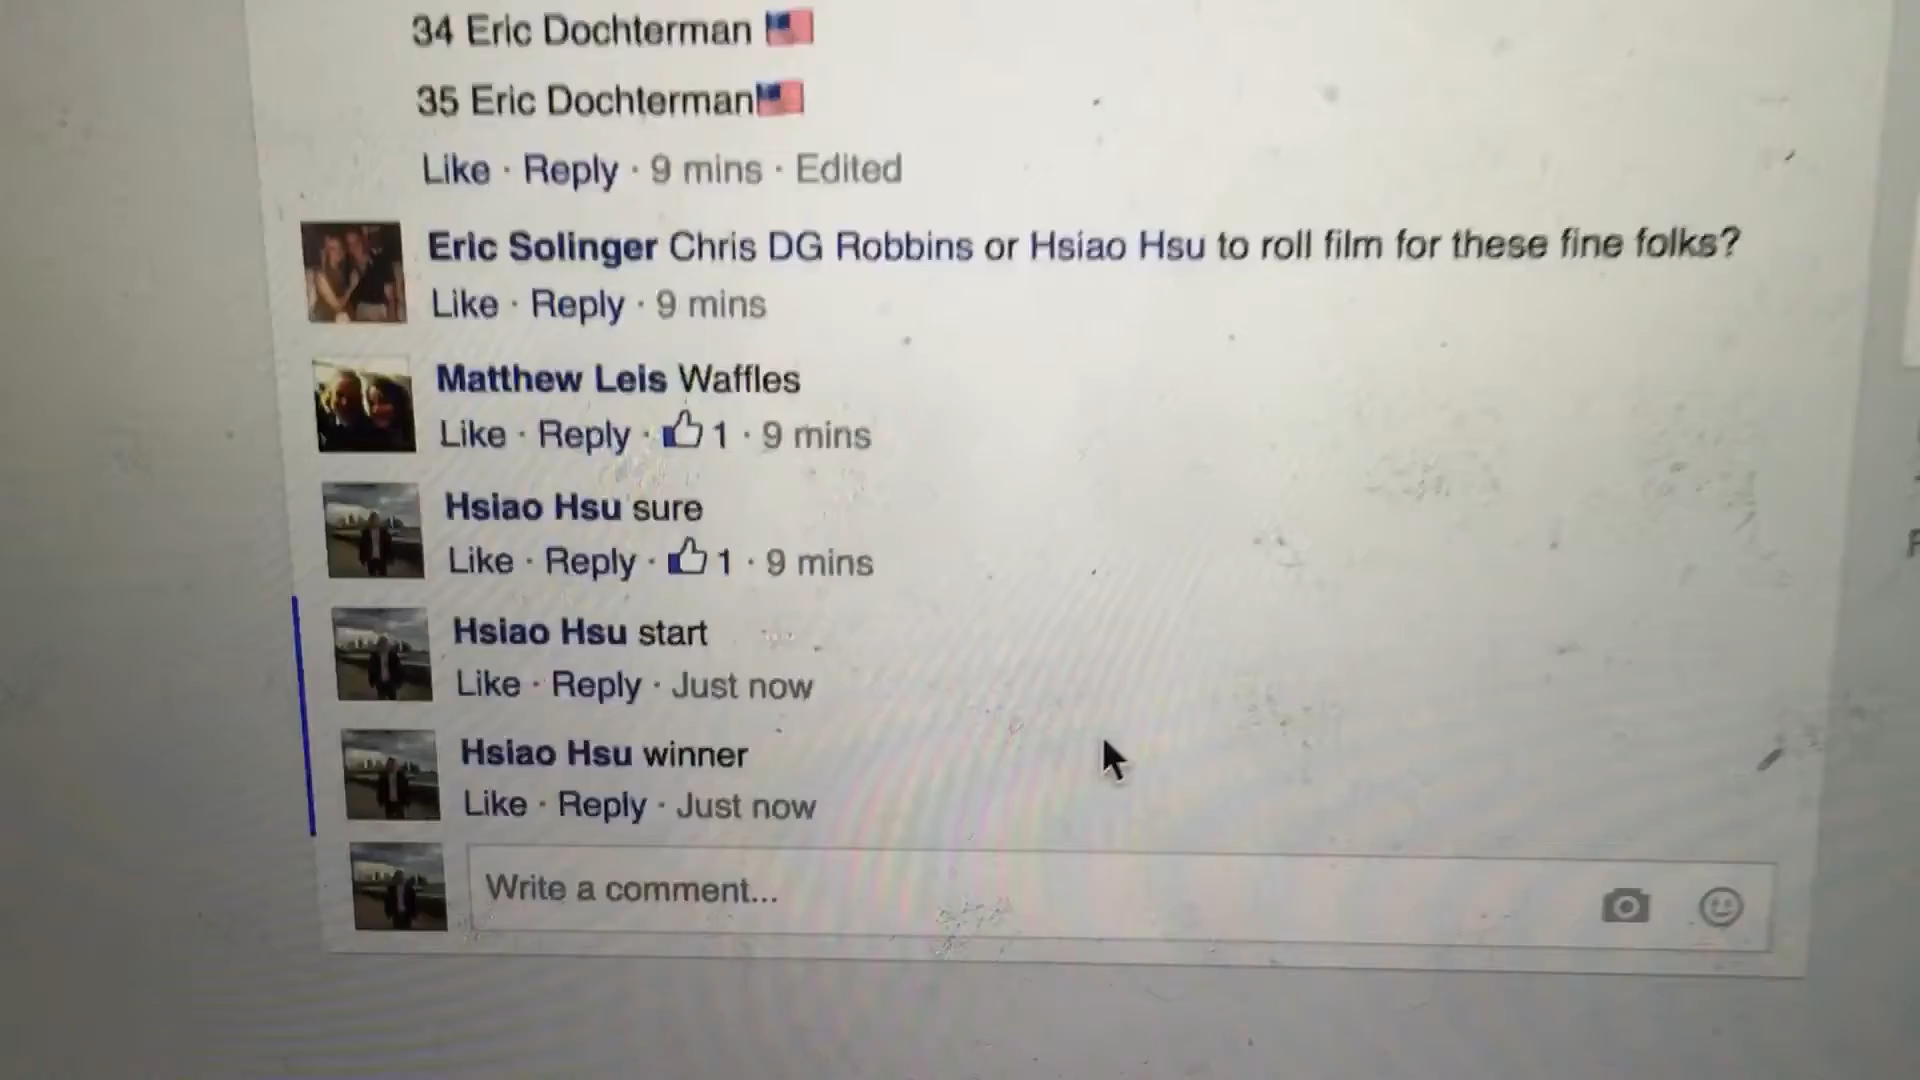 34 Eric Dochterman 🇺🇸
35 Eric Dochterman🇺🇸
Like · Reply · 9 mins · Edited
Eric Solinger Chris DG Robbins or Hsiao Hsu to roll film for these fine folks?
Like · Reply · 9 mins
Matthew Leis Waffles
Like · Reply · 1 · 9 mins
Hsiao Hsu sure
Like · Reply · 1 · 9 mins
Hsiao Hsu start
Like · Reply · Just now
Hsiao Hsu winner
Like · Reply · Just now
Write a comment...